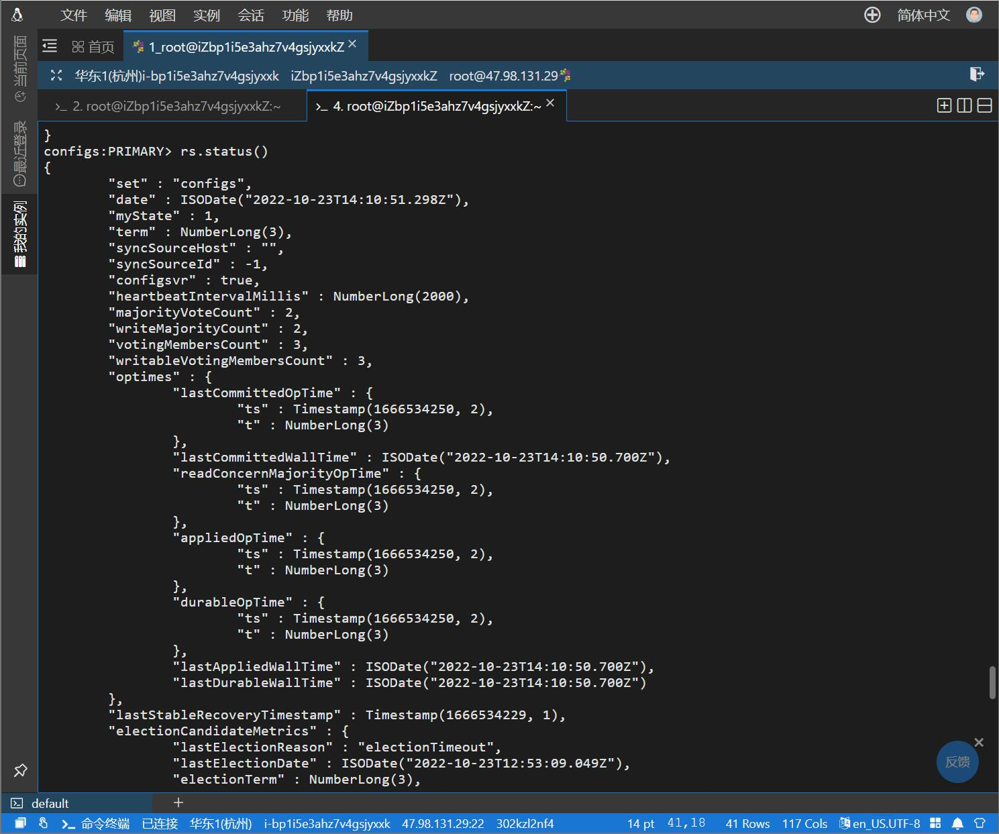 文件 编辑 视图 实例 会话 功能 帮助 简体中文
首页 1_root@iZbp1i5e3ahz7v4gsjyxxkZ
华东1(杭州)i-bp1i5e3ahz7v4gsjyxxk iZbp1i5e3ahz7v4gsjyxxkZ root@47.98.131.29
>_ 2. root@iZbp1i5e3ahz7v4gsjyxxkZ:~ >_ 4. root@iZbp1i5e3ahz7v4gsjyxxkZ:~
当前页面
最近登录
我的实例
}
configs:PRIMARY> rs.status()
{
"set" : "configs",
"date" : ISODate("2022-10-23T14:10:51.298Z"),
"myState" : 1,
"term" : NumberLong(3),
"syncSourceHost" : "",
"syncSourceId" : -1,
"configsvr" : true,
"heartbeatIntervalMillis" : NumberLong(2000),
"majorityVoteCount" : 2,
"writeMajorityCount" : 2,
"votingMembersCount" : 3,
"writableVotingMembersCount" : 3,
"optimes" : {
"lastCommittedOpTime" : {
"ts" : Timestamp(1666534250, 2),
"t" : NumberLong(3)
},
"lastCommittedWallTime" : ISODate("2022-10-23T14:10:50.700Z"),
"readConcernMajorityOpTime" : {
"ts" : Timestamp(1666534250, 2),
"t" : NumberLong(3)
},
"appliedOpTime" : {
"ts" : Timestamp(1666534250, 2),
"t" : NumberLong(3)
},
"durableOpTime" : {
"ts" : Timestamp(1666534250, 2),
"t" : NumberLong(3)
},
"lastAppliedWallTime" : ISODate("2022-10-23T14:10:50.700Z"),
"lastDurableWallTime" : ISODate("2022-10-23T14:10:50.700Z")
},
"lastStableRecoveryTimestamp" : Timestamp(1666534229, 1),
"electionCandidateMetrics" : {
"lastElectionReason" : "electionTimeout",
"lastElectionDate" : ISODate("2022-10-23T12:53:09.049Z"),
"electionTerm" : NumberLong(3),
反馈
default
命令终端 已连接 华东1(杭州) i-bp1i5e3ahz7v4gsjyxxk 47.98.131.29:22 302kzl2nf4 14 pt 41,18 41 Rows 117 Cols en_US.UTF-8